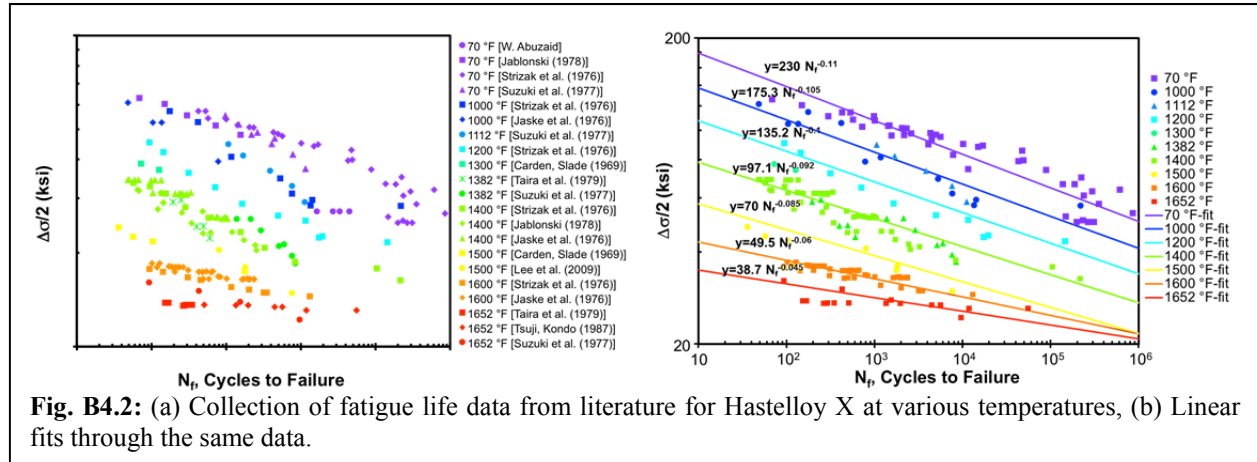 Δσ/2 (ksi)
70 °F [W. Abuzaid]
70 °F [Jablonski (1978)
70 °F [Strizak et al. (1976)]
70 °F [Suzuki et al. (1977)]
1000 °F [Strizak et al. (1976]
1000 °F [Jaske et al. (1976]
1112 °F [Suzuki et al. (1977)]
1200 °F [Strizak et al. (1976]
1300 °F [Carden, Slade (1969)]
1382 °F [Taira et al. (1979)]
1382 °F [Suzuki et al. (1977)]
1400 °F [Strizak et al. (1976]
1400 °F [Jablonski (1978)]
1400 °F [Jaske et al. (1976]
1500 °F [Carden, Slade (1969)]
1500 °F [Lee et al. (2009)]
1600 °F [Strizak et al. (1976]
1600 °F [Jaske et al. (1976]
1652 °F [Taira et al. (1979)]
1652 °F [Tsuji, Kondo (1987)]
1652 °F [Suzuki et al. (1977)]
N_f, Cycles to Failure
200
20
Δσ/2 (ksi)
y=230 N_f^-0.11
y=175.3 N_f^-0.105
y=135.2 N_f^-0.1
y=97.1 N_f^-0.092
y=70 N_f^-0.085
y=49.5 N_f^-0.06
y=38.7 N_f^-0.045
10 10^2 10^3 10^4 10^5 10^6
N_f, Cycles to Failure
70 °F
1000 °F
1112 °F
1200 °F
1300 °F
1382 °F
1400 °F
1500 °F
1600 °F
1652 °F
70 °F-fit
1000 °F-fit
1200 °F-fit
1400 °F-fit
1500 °F-fit
1600 °F-fit
1652 °F-fit
Fig. B4.2: (a) Collection of fatigue life data from literature for Hastelloy X at various temperatures, (b) Linear
fits through the same data.